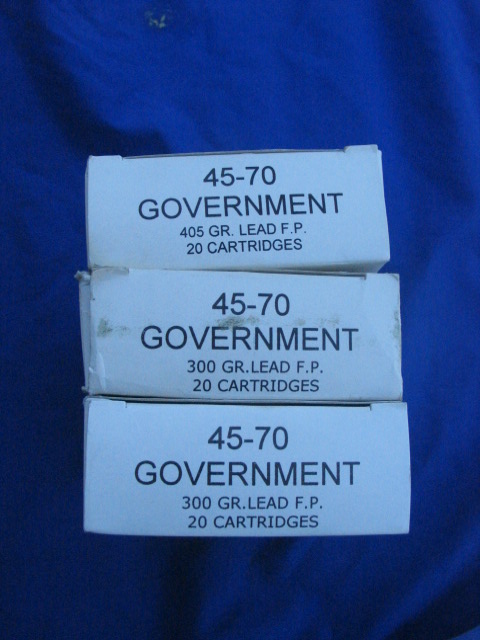 45-70
GOVERNMENT
405 GR. LEAD F.P.
20 CARTRIDGES
45-70
GOVERNMENT
300 GR.LEAD F.P.
20 CARTRIDGES
45-70
GOVERNMENT
300 GR.LEAD F.P.
20 CARTRIDGES